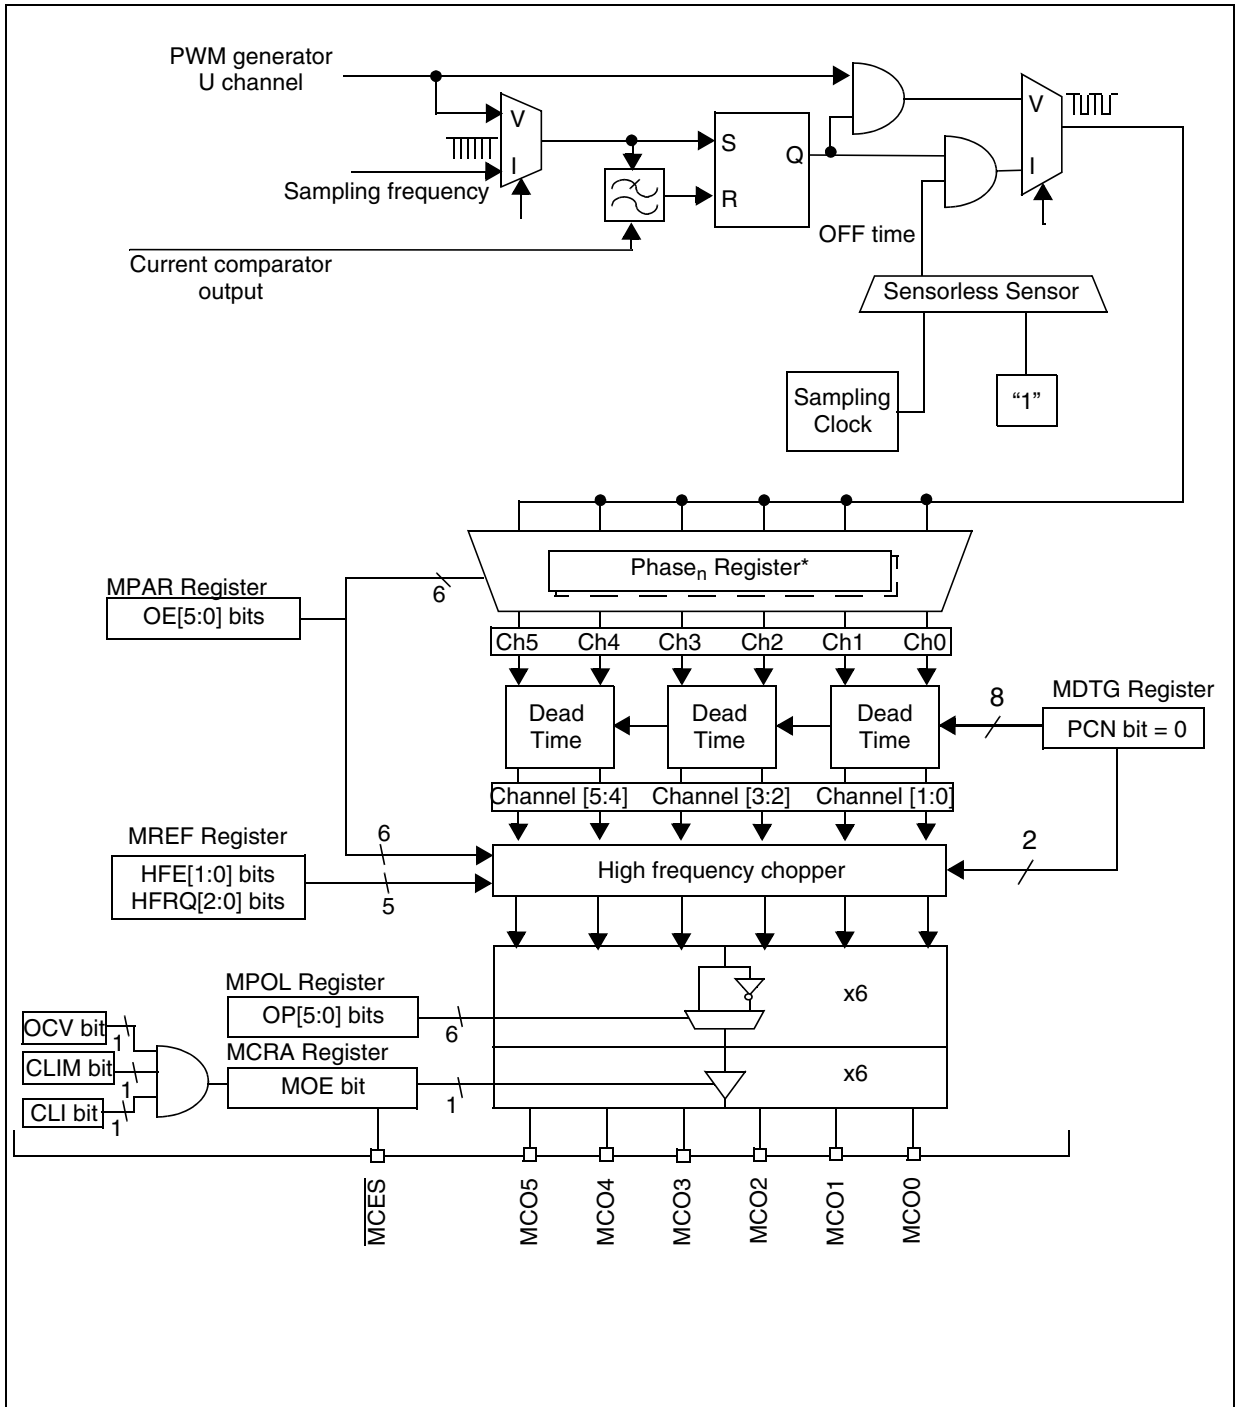 PWM generator
U channel
V
I
Sampling frequency
Current comparator
output
S
Q
R
V
I
OFF time
Sensorless Sensor
Sampling
Clock
“1”
Phasen Register*
MPAR Register
OE[5:0] bits
6
Ch5 Ch4 Ch3 Ch2 Ch1 Ch0
Dead
Time
Dead
Time
Dead
Time
8
MDTG Register
PCN bit = 0
Channel [5:4] Channel [3:2] Channel [1:0]
MREF Register
HFE[1:0] bits
HFRQ[2:0] bits
6
5
High frequency chopper
2
MPOL Register
OP[5:0] bits
6
x6
OCV bit
1
CLIM bit
1
CLI bit
1
MCRA Register
MOE bit
1
x6
MCES
MCO5
MCO4
MCO3
MCO2
MCO1
MCO0